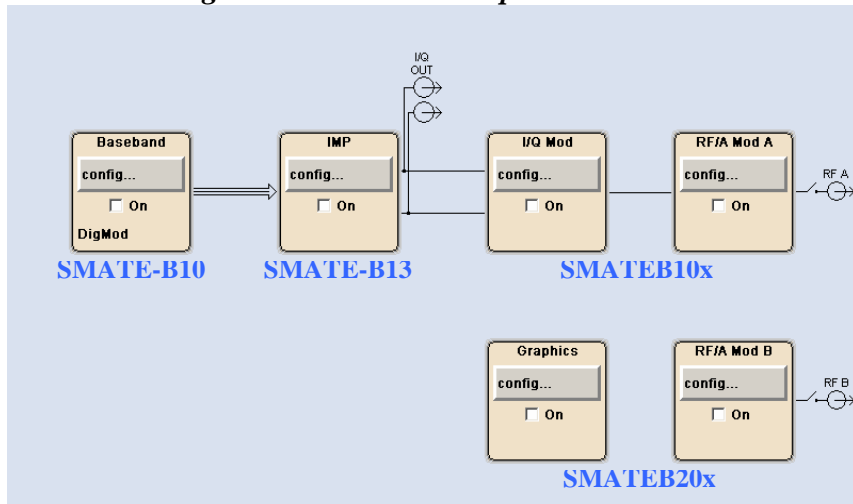 I/Q
OUT
Baseband
config...
On
DigMod
IMP
config...
On
I/Q Mod
config...
On
RF/A Mod A
config...
On
RF A
SMATE-B10
SMATE-B13
SMATEB10x
Graphics
config...
On
RF/A Mod B
config...
On
RF B
SMATEB20x